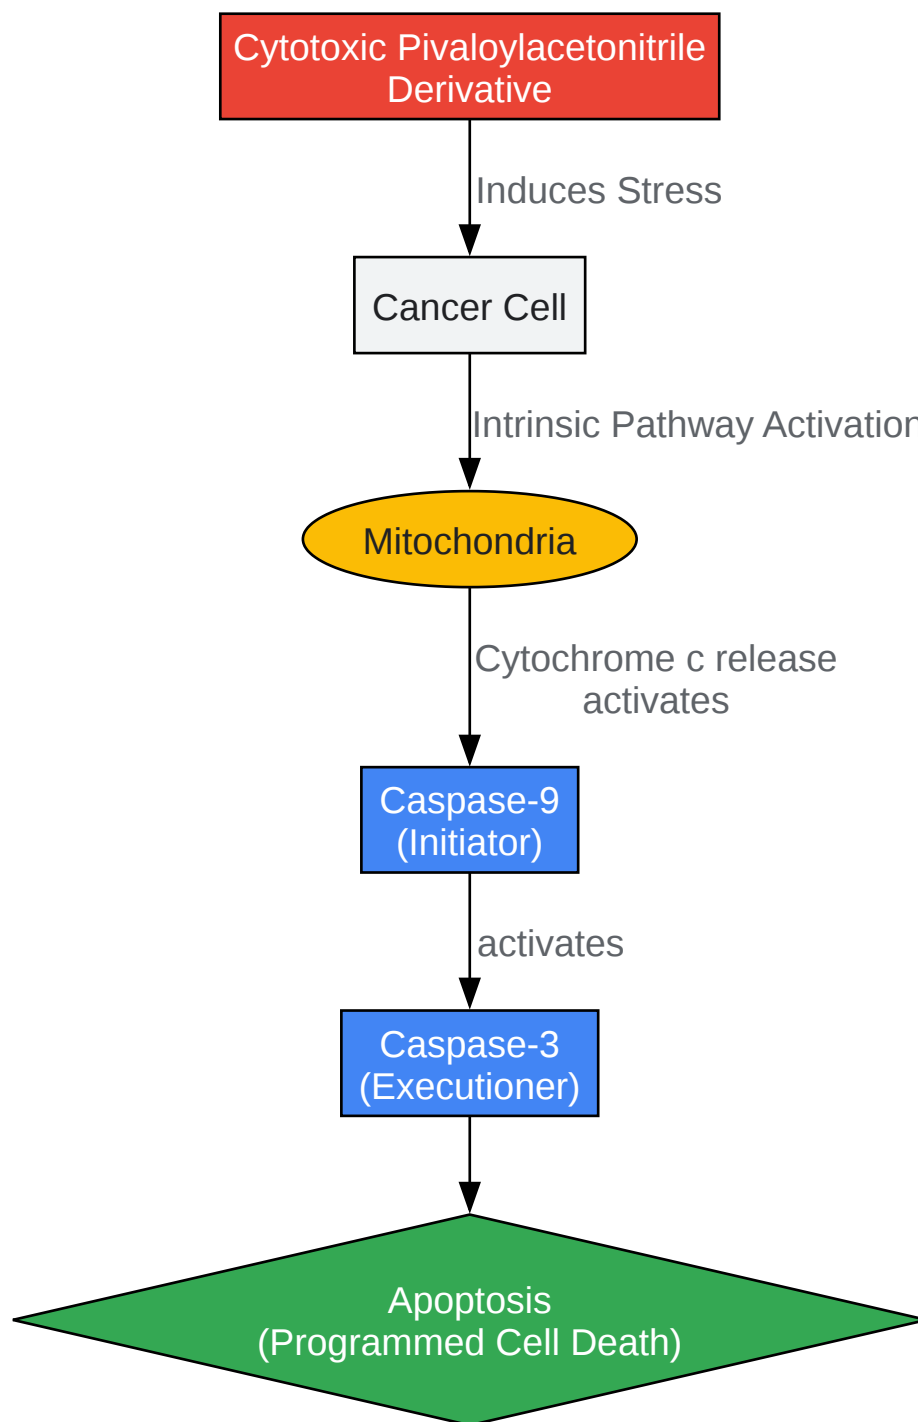 Cytotoxic Pivaloylacetonitrile
Derivative
Induces Stress
Cancer Cell
Intrinsic Pathway Activation
Mitochondria
Cytochrome c release
activates
Caspase-9
(Initiator)
activates
Caspase-3
(Executioner)
Apoptosis
(Programmed Cell Death)